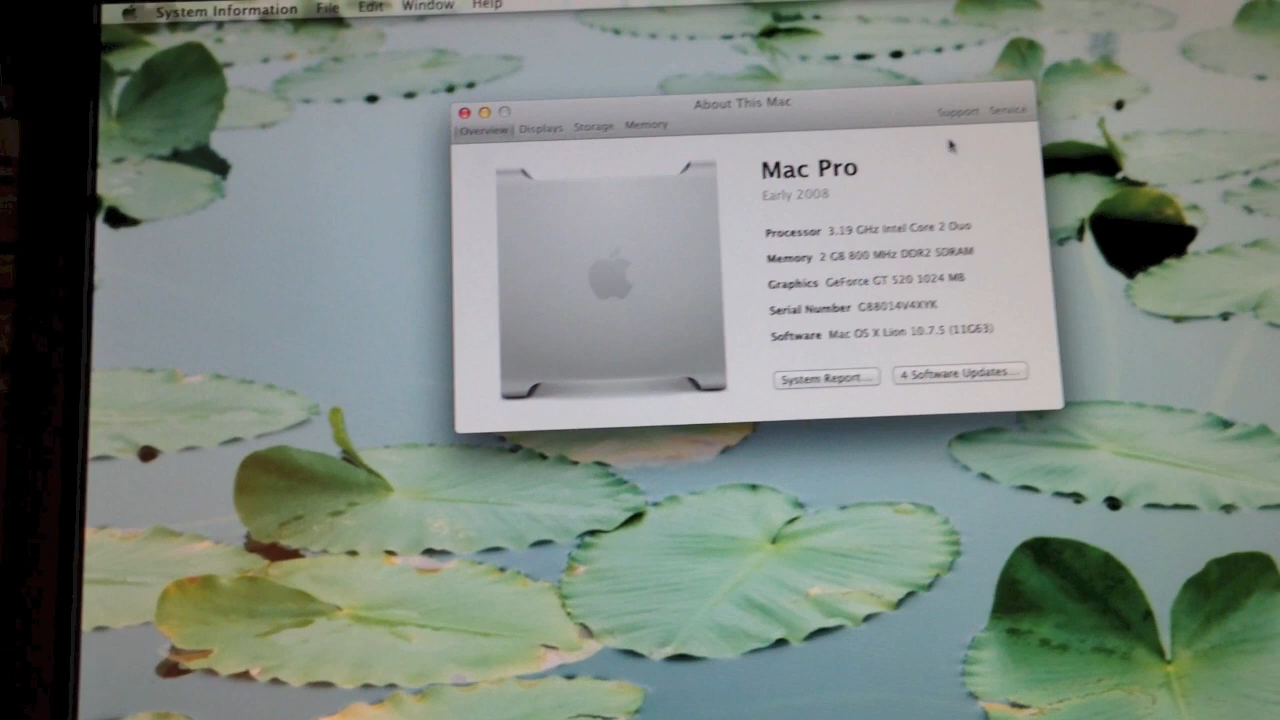 System Information File Edit Window Help
About This Mac
Support Service
Overview Displays Storage Memory
Mac Pro
Early 2008
Processor 3.19 GHz Intel Core 2 Duo
Memory 2 GB 800 MHz DDR2 SDRAM
Graphics GeForce GT 520 1024 MB
Serial Number G88014V4XYK
Software Mac OS X Lion 10.7.5 (11G63)
System Report... 4 Software Updates...